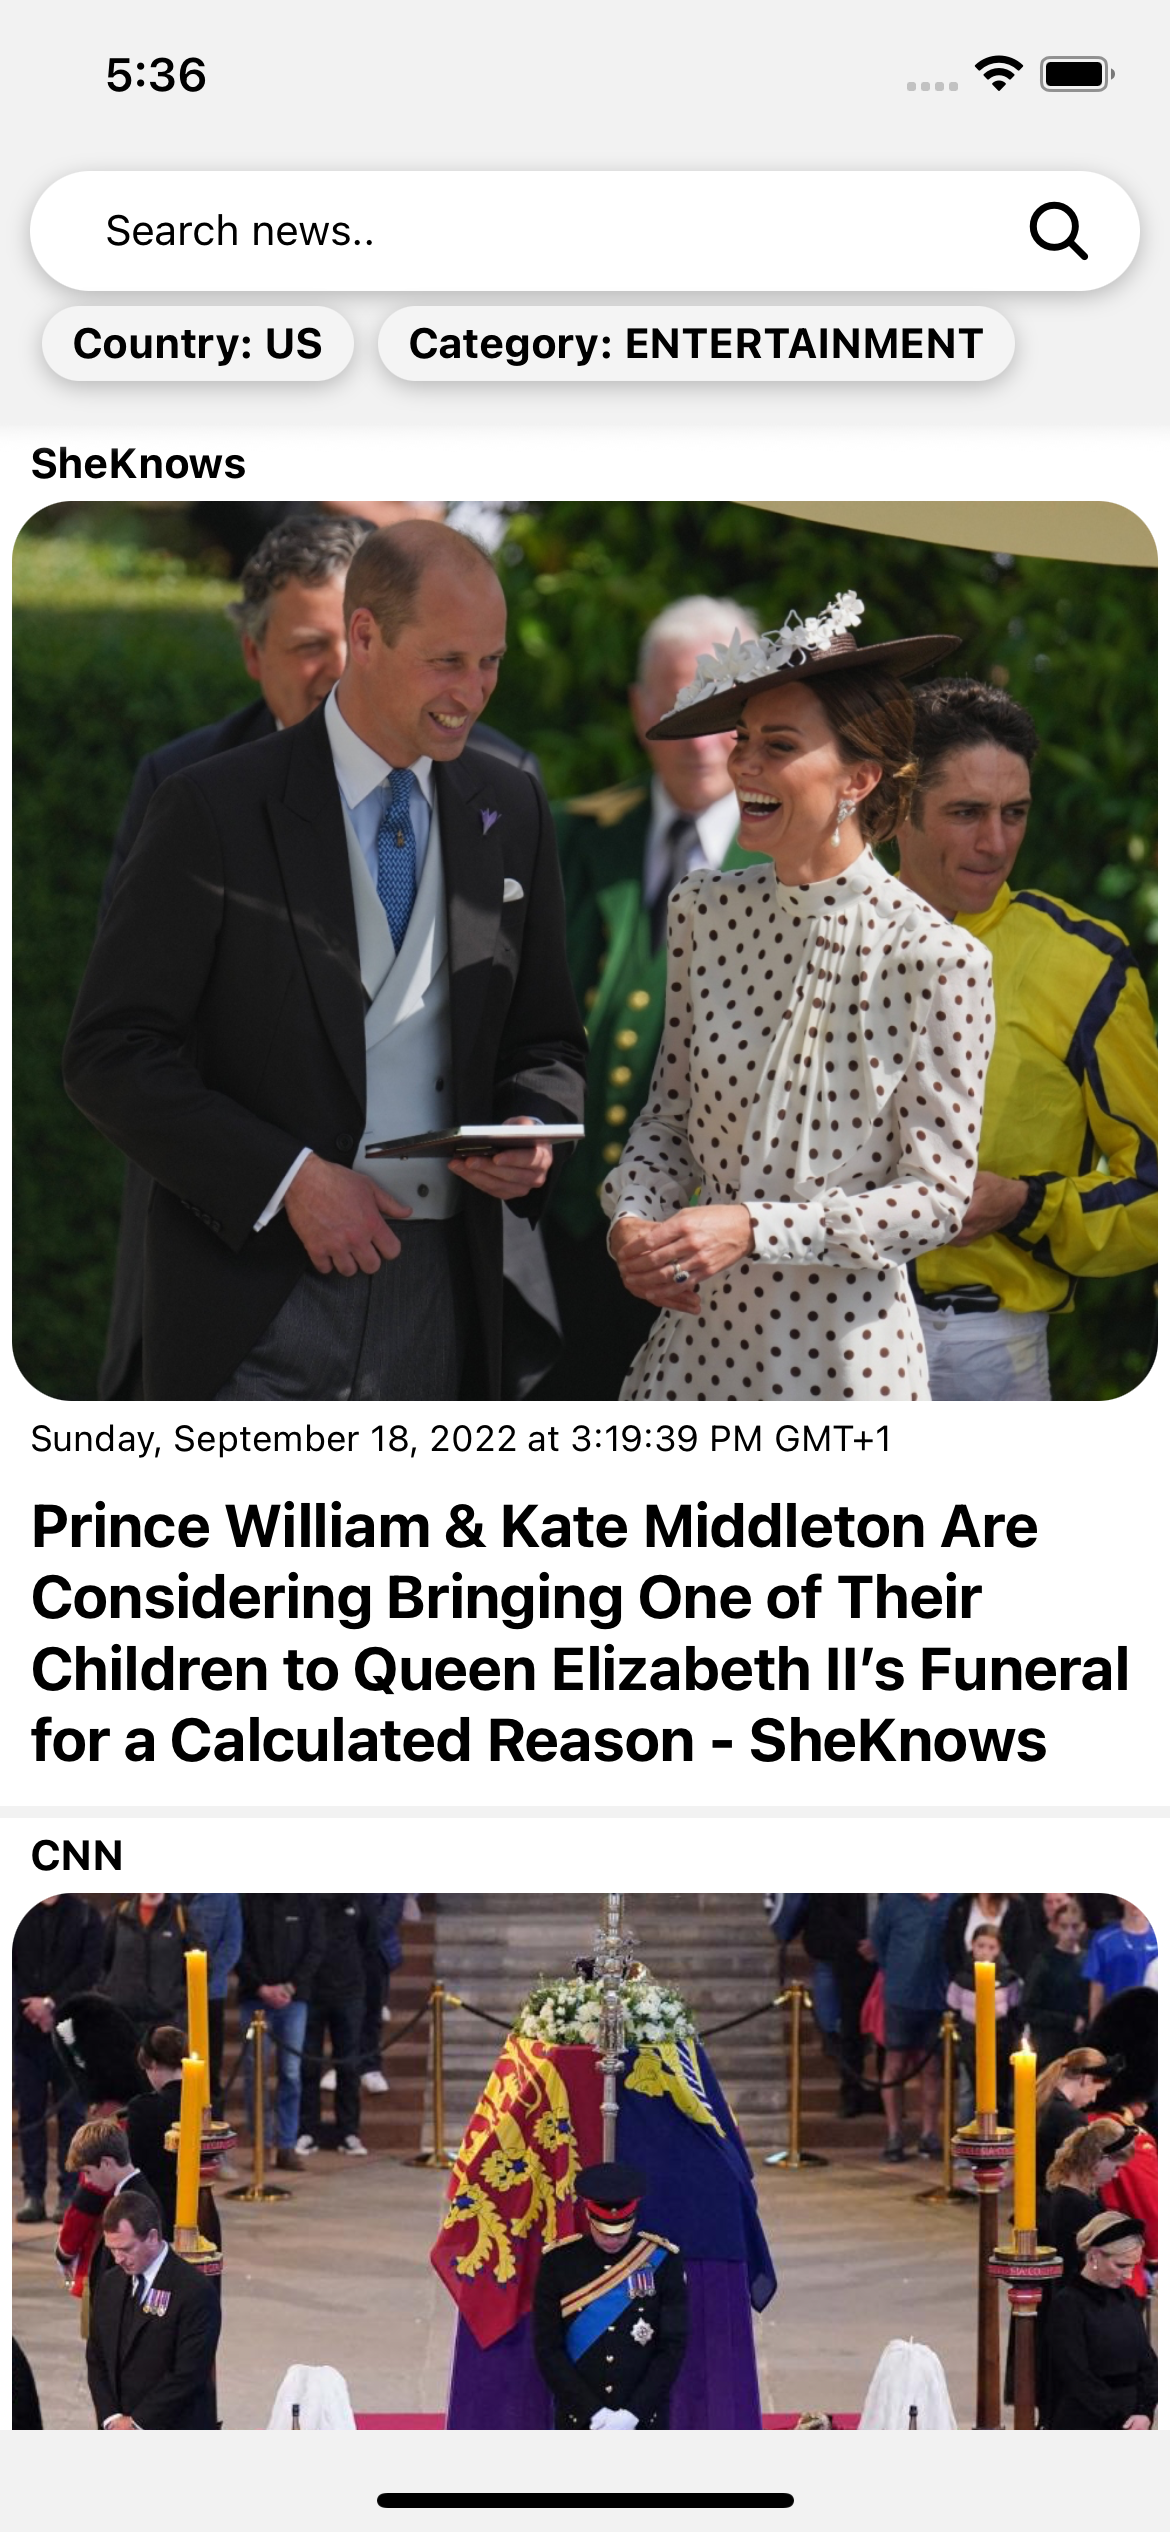 5:36
Search news..
Country: US
Category: ENTERTAINMENT
SheKnows
Sunday, September 18, 2022 at 3:19:39 PM GMT+1
Prince William & Kate Middleton Are
Considering Bringing One of Their
Children to Queen Elizabeth II’s Funeral
for a Calculated Reason - SheKnows
CNN